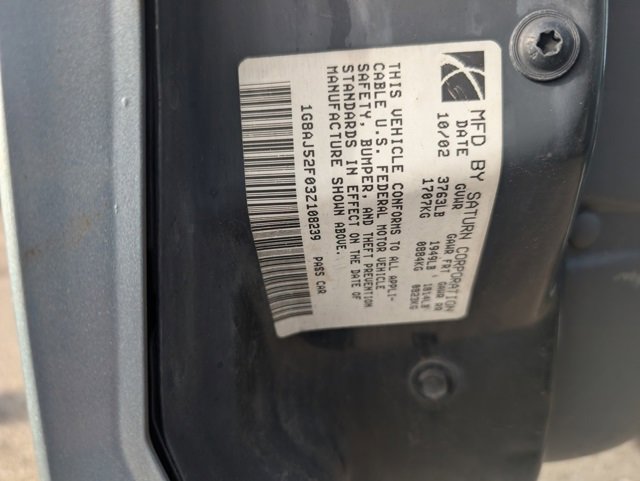 MFD BY SATURN CORPORATION
DATE GVWR GAWR FRT GAWR RR
10/02 3763LB 1949LB 1814LB
1707KG 0884KG 0823KG
THIS VEHICLE CONFORMS TO ALL APPLI-
CABLE U.S. FEDERAL MOTOR VEHICLE
SAFETY, BUMPER, AND THEFT PREVENTION
STANDARDS IN EFFECT ON THE DATE OF
MANUFACTURE SHOWN ABOVE.
1G8AJ52F03Z108239 PASS CAR